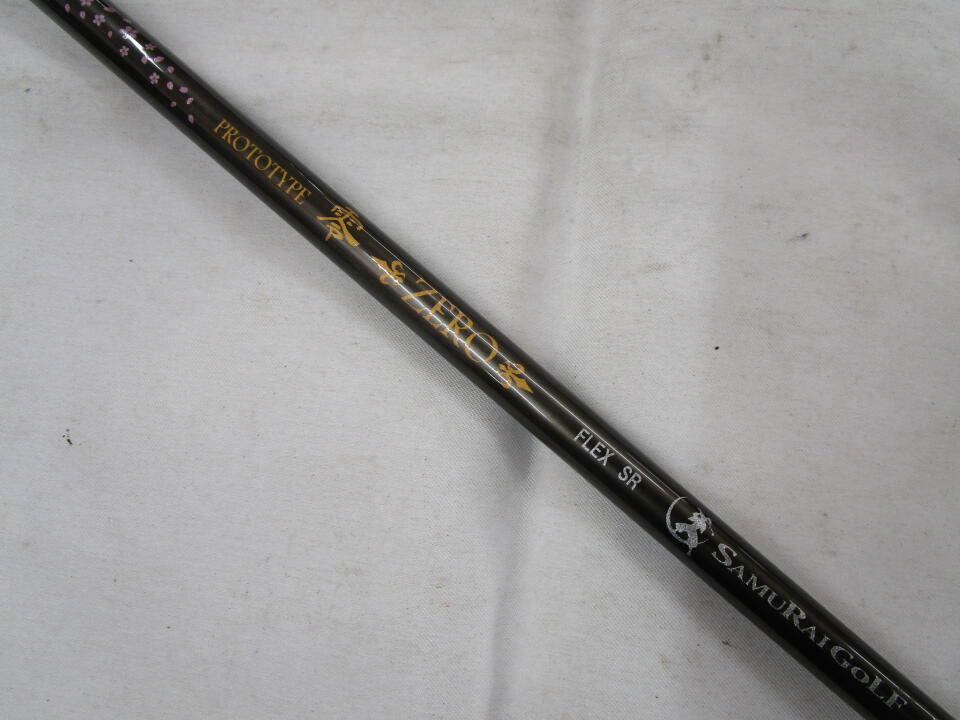 PROTOTYPE 零 ZERO FLEX SR SAMURAI GOLF